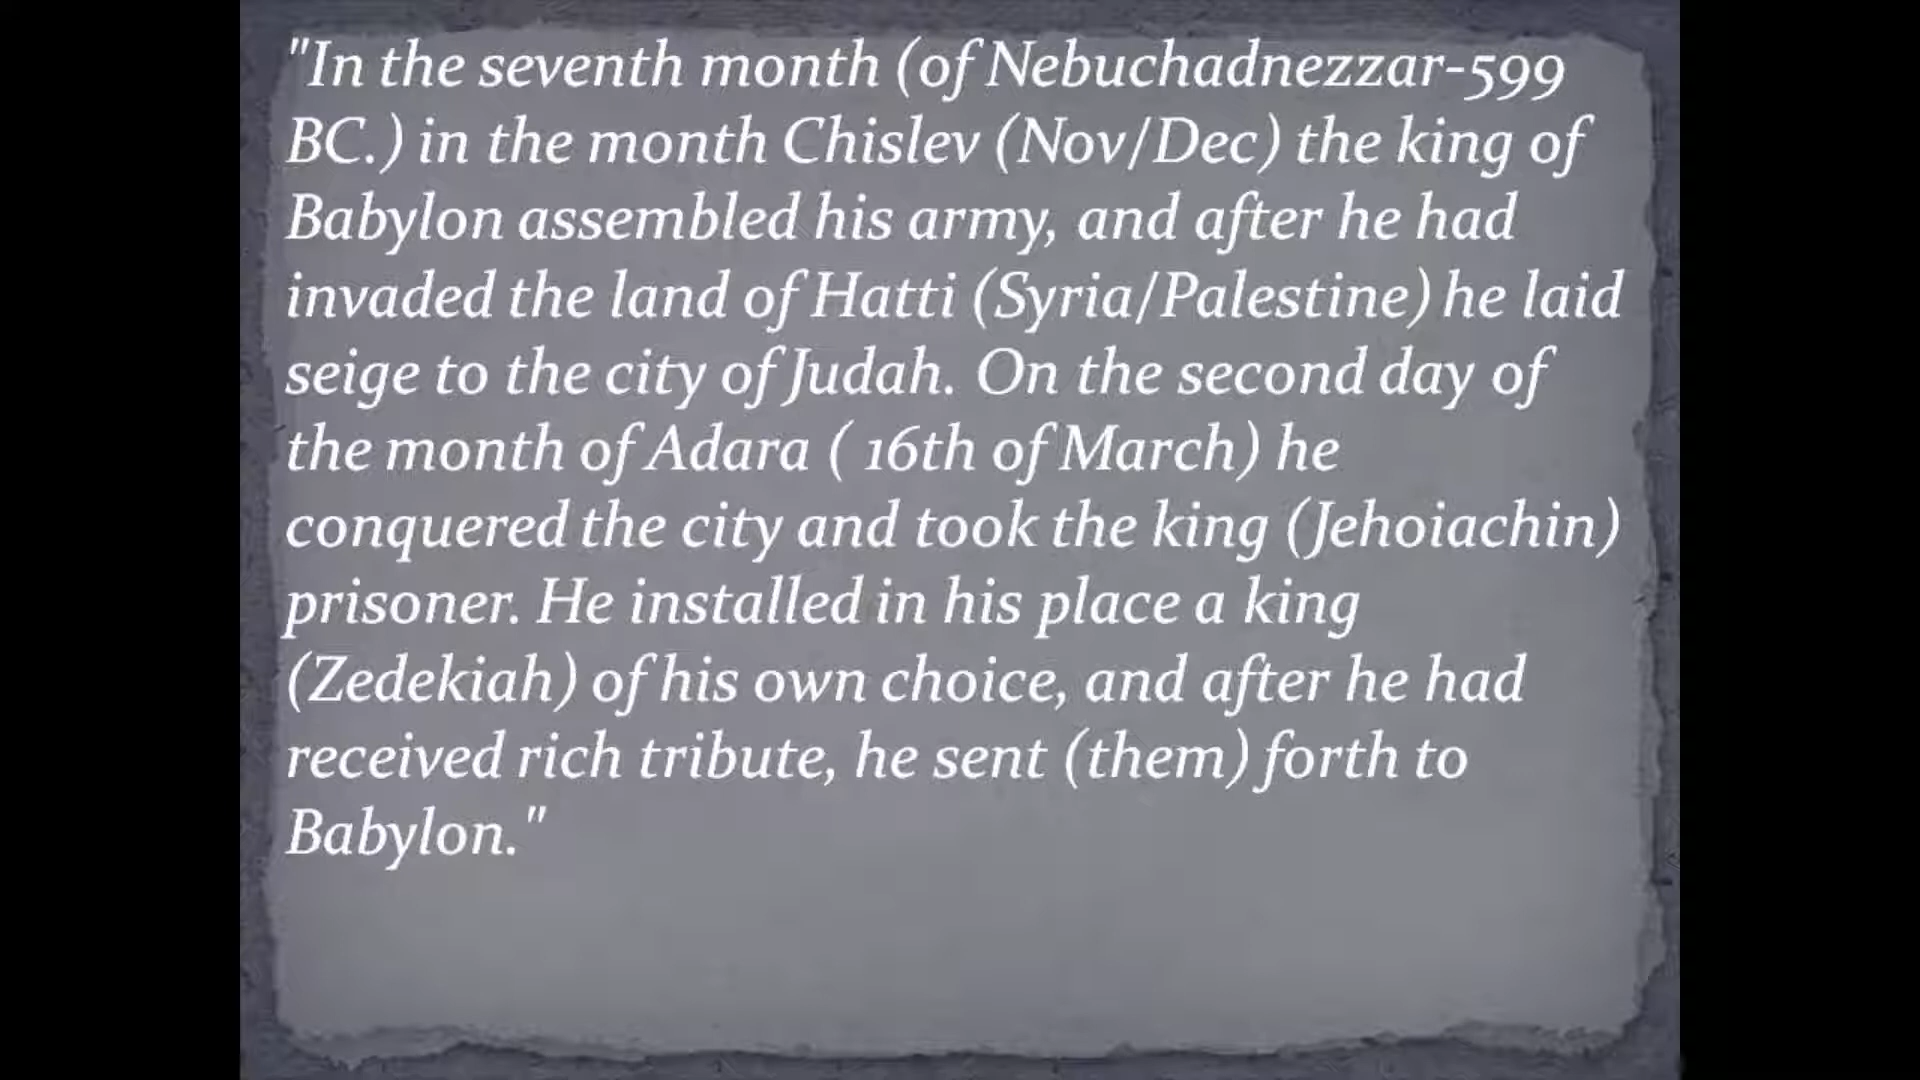 "In the seventh month (of Nebuchadnezzar-599
BC.) in the month Chislev (Nov/Dec) the king of
Babylon assembled his army, and after he had
invaded the land of Hatti (Syria/Palestine) he laid
seige to the city of Judah. On the second day of
the month of Adara ( 16th of March) he
conquered the city and took the king (Jehoiachin)
prisoner. He installed in his place a king
(Zedekiah) of his own choice, and after he had
received rich tribute, he sent (them) forth to
Babylon."